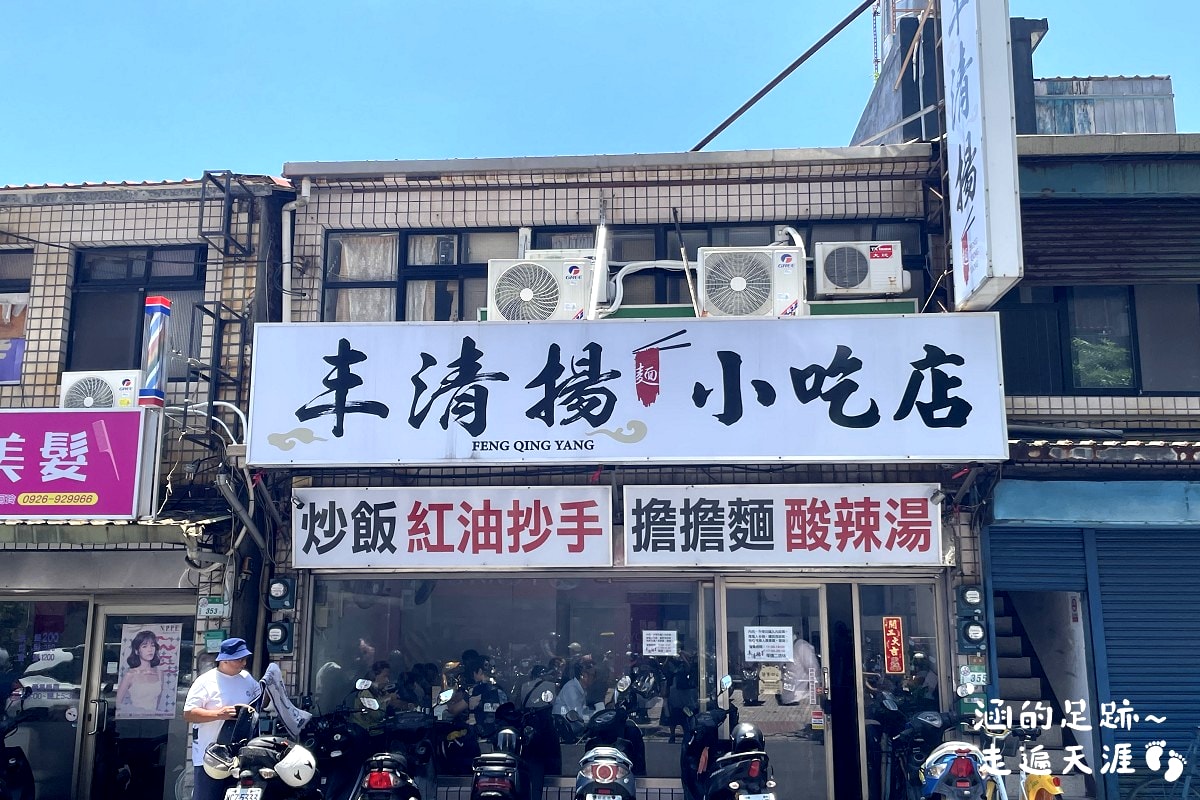 丰清揚
丰清揚 麵 小吃店
FENG QING YANG
美髮
0926-929966
炒飯 紅油抄手
擔擔麵 酸辣湯
353
355
開工大吉
涵的足跡~
走遍天涯